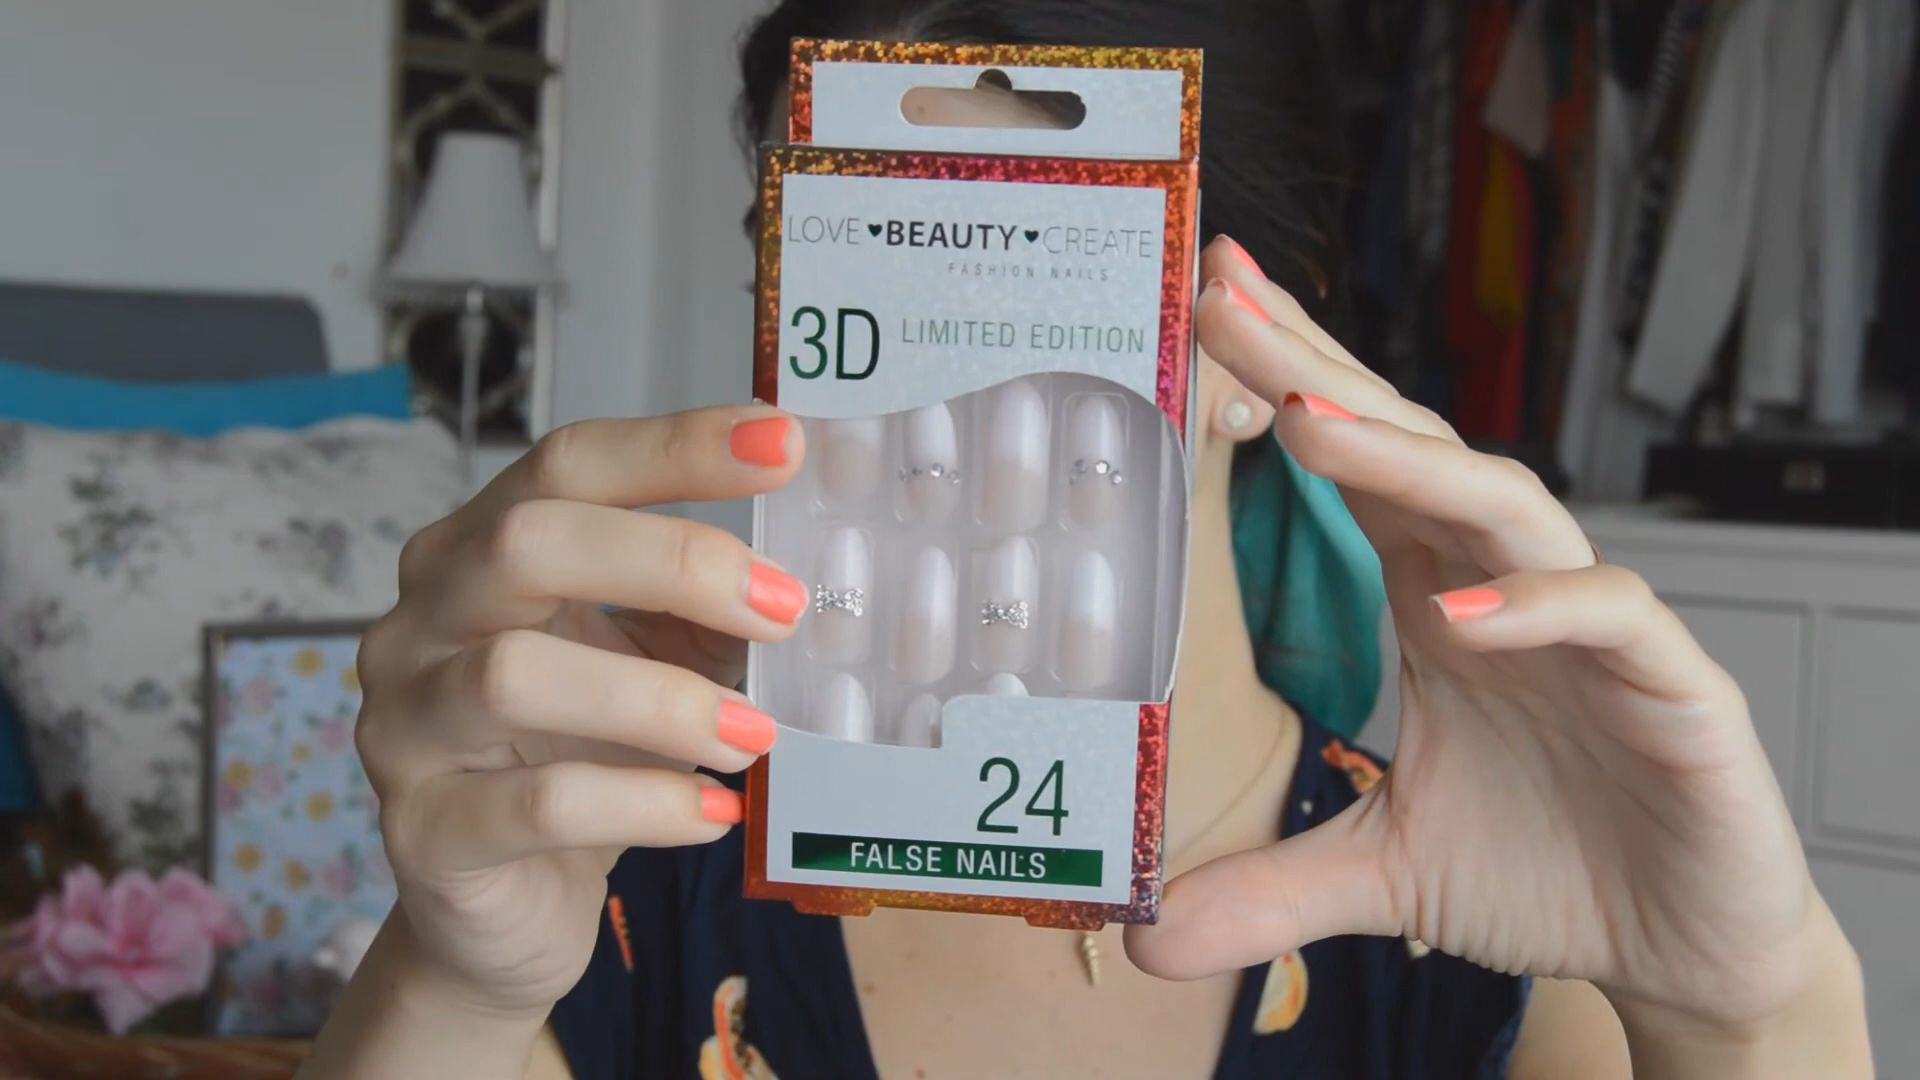 LOVE ♥ BEAUTY ♥ CREATE
FASHION NAILS
3D LIMITED EDITION
24
FALSE NAILS